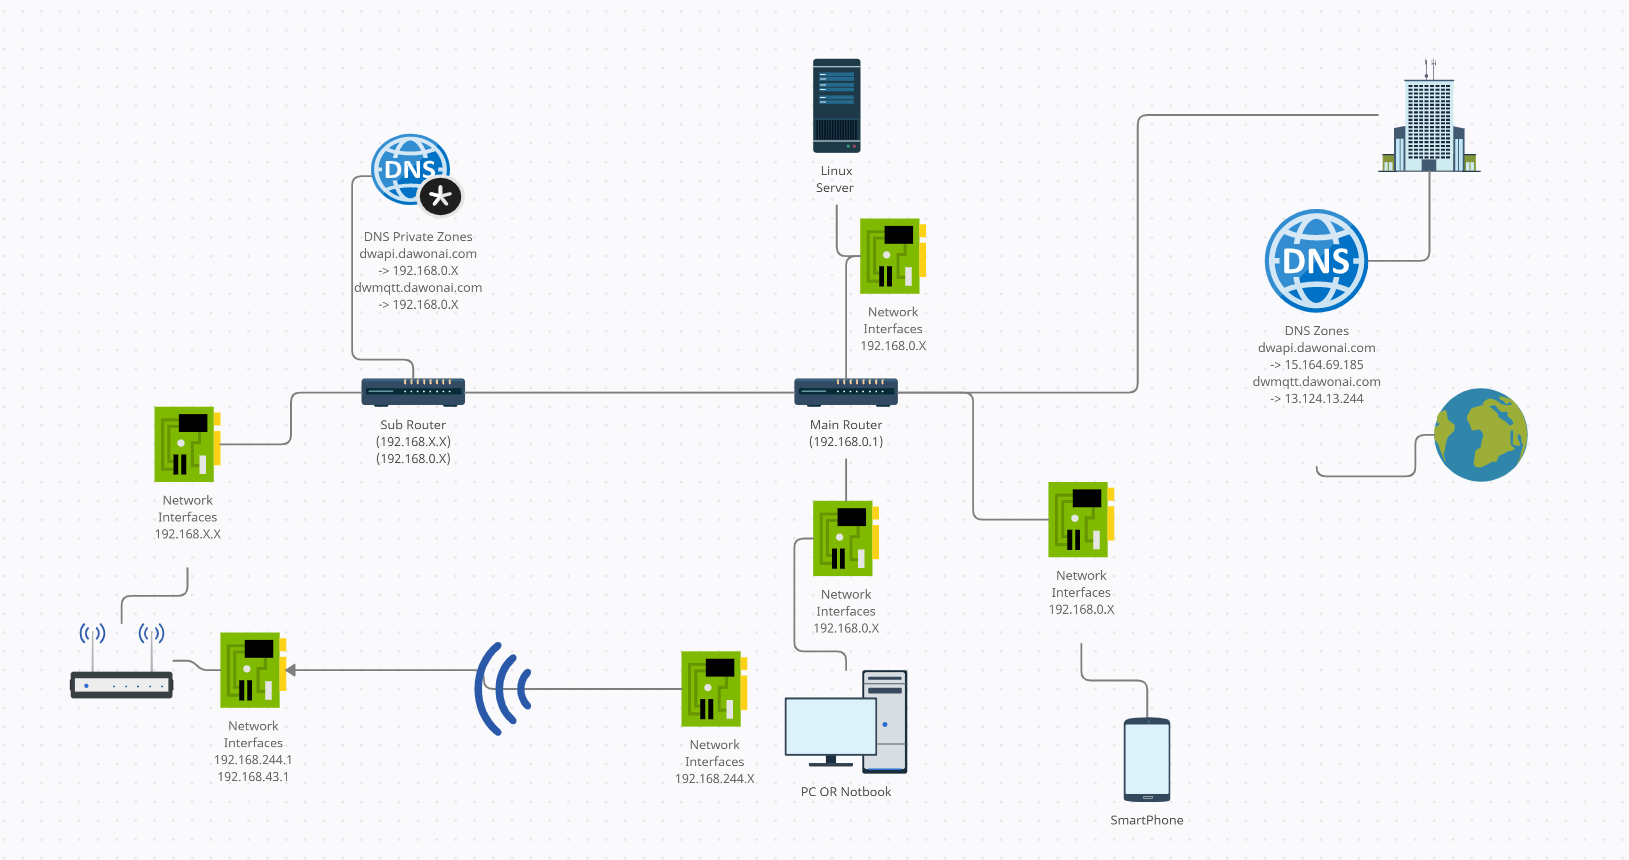 DNS
DNS Private Zones
dwapi.dawonai.com
-> 192.168.0.X
dwmqtt.dawonai.com
-> 192.168.0.X
Linux
Server
Network
Interfaces
192.168.0.X
DNS
DNS Zones
dwapi.dawonai.com
-> 15.164.69.185
dwmqtt.dawonai.com
-> 13.124.13.244
Sub Router
(192.168.X.X)
(192.168.0.X)
Main Router
(192.168.0.1)
Network
Interfaces
192.168.X.X
Network
Interfaces
192.168.0.X
Network
Interfaces
192.168.0.X
Network
Interfaces
192.168.244.1
192.168.43.1
Network
Interfaces
192.168.244.X
PC OR Notbook
SmartPhone